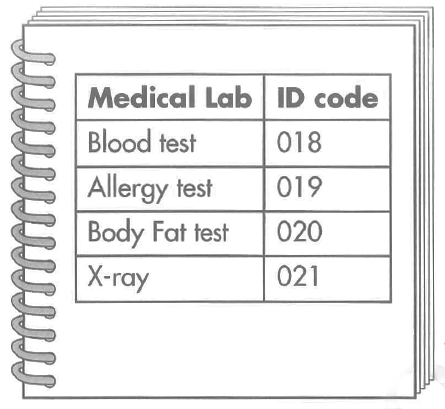 Medical Lab ID code
Blood test 018
Allergy test 019
Body Fat test 020
X-ray 021